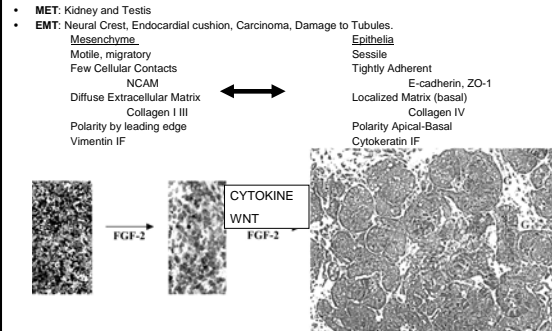 • MET: Kidney and Testis
• EMT: Neural Crest, Endocardial cushion, Carcinoma, Damage to Tubules.
Mesenchyme
Motile, migratory
Few Cellular Contacts
NCAM
Diffuse Extracellular Matrix
Collagen I III
Polarity by leading edge
Vimentin IF
Epithelia
Sessile
Tightly Adherent
E-cadherin, ZO-1
Localized Matrix (basal)
Collagen IV
Polarity Apical-Basal
Cytokeratin IF
FGF-2
CYTOKINE
WNT
FGF-2